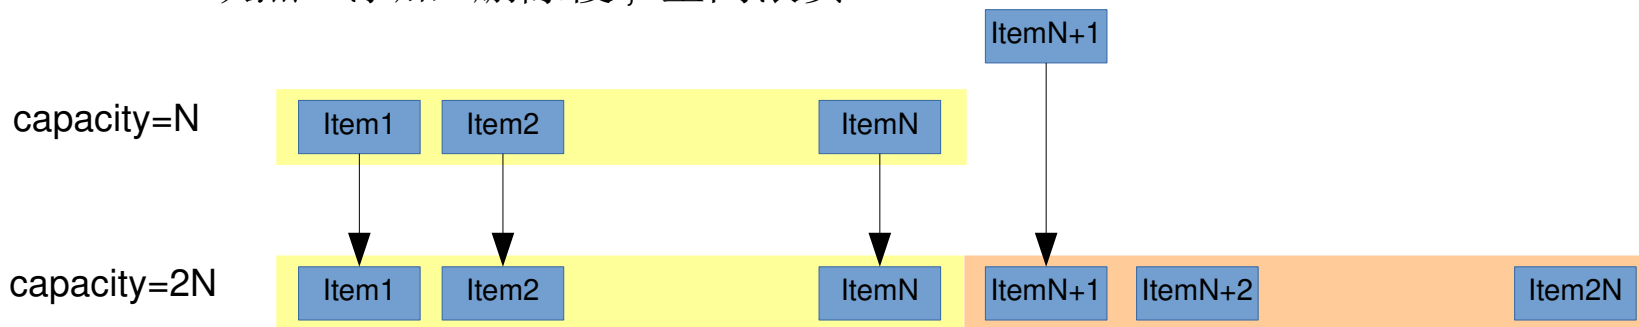 ItemN+1
capacity=N
Item1
Item2
ItemN
capacity=2N
Item1
Item2
ItemN
ItemN+1
ItemN+2
Item2N